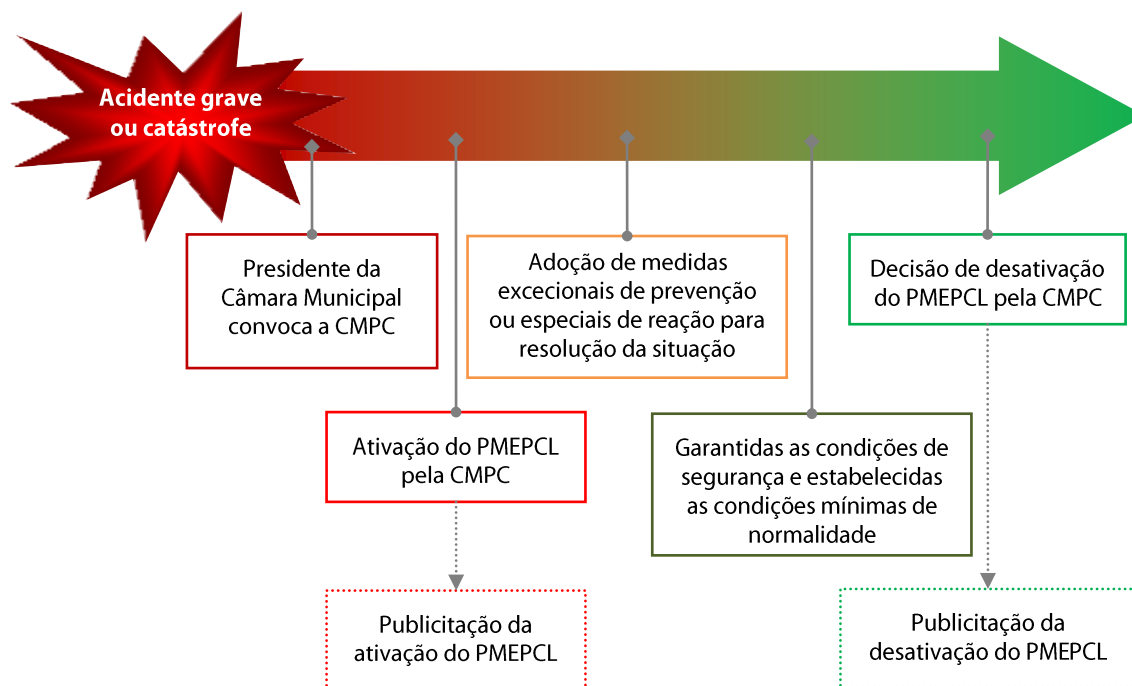 Acidente grave
ou catástrofe
Presidente da
Câmara Municipal
convoca a CMPC
Ativação do PMEPCL
pela CMPC
Publicitação da
ativação do PMEPCL
Adoção de medidas
excecionais de prevenção
ou especiais de reação para
resolução da situação
Garantidas as condições de
segurança e estabelecidas
as condições mínimas de
normalidade
Decisão de desativação
do PMEPCL pela CMPC
Publicitação da
desativação do PMEPCL